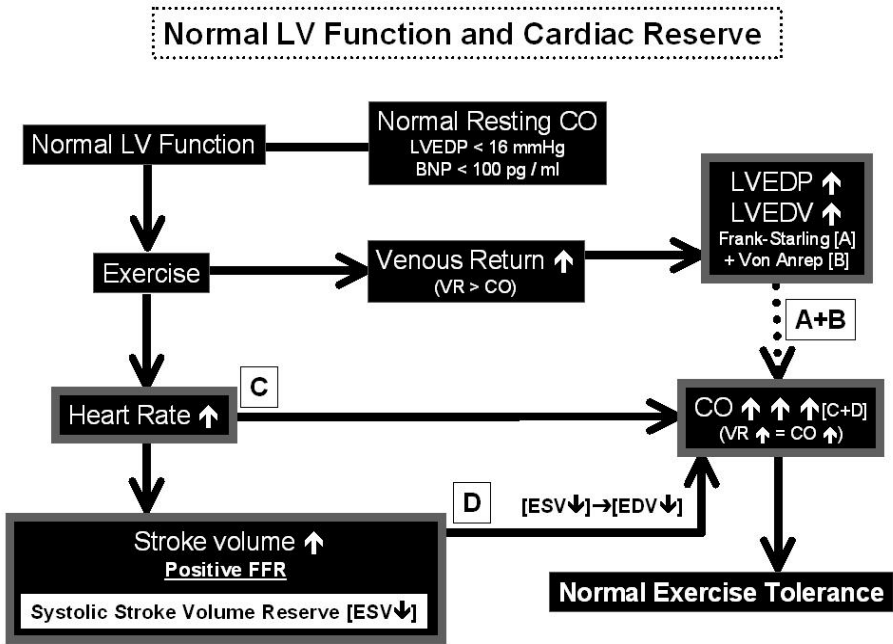 Normal LV Function and Cardiac Reserve
Normal LV Function
Normal Resting CO
LVEDP < 16 mmHg
BNP < 100 pg / ml
LVEDP ↑
LVEDV ↑
Frank-Starling [A]
+ Von Anrep [B]
Exercise
Venous Return ↑
(VR > CO)
A+B
C
Heart Rate ↑
CO ↑ ↑ ↑ [C+D]
(VR ↑ = CO ↑)
D
[ESV↓]→[EDV↓]
Stroke volume ↑
Positive FFR
Systolic Stroke Volume Reserve [ESV↓]
Normal Exercise Tolerance